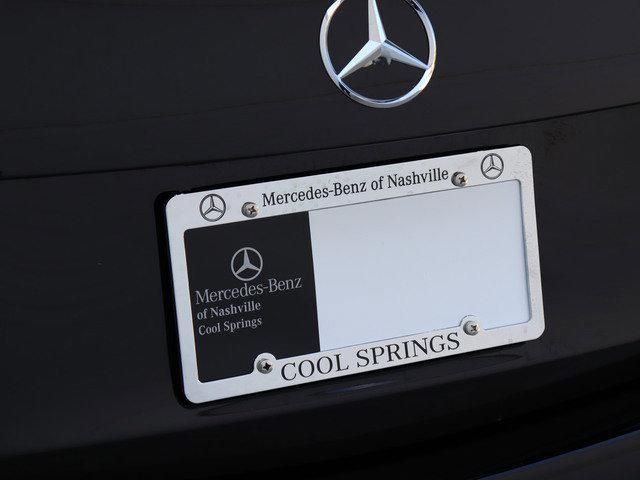 Mercedes-Benz of Nashville
Mercedes-Benz
of Nashville
Cool Springs
COOL SPRINGS